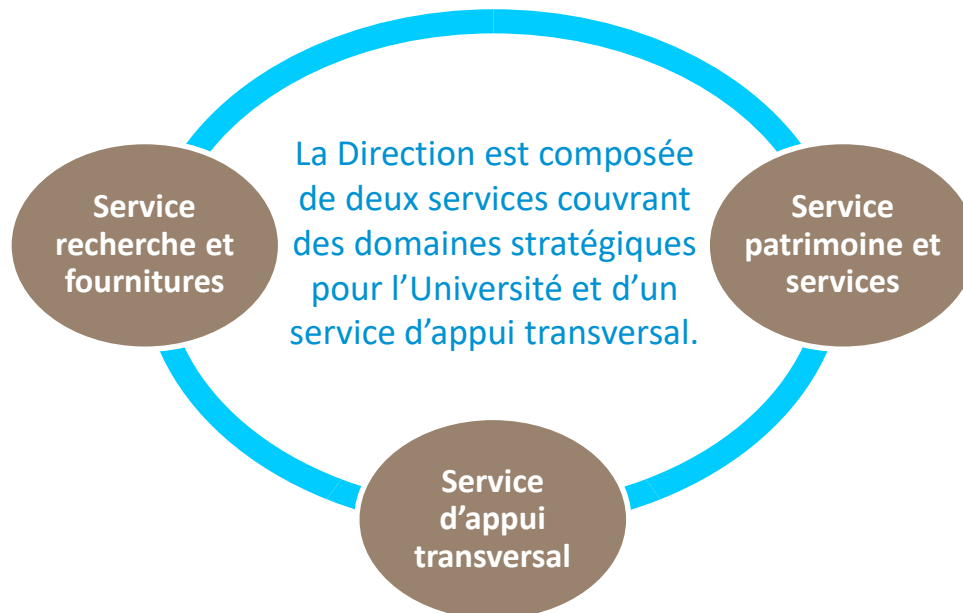 La Direction est composée
de deux services couvrant
des domaines stratégiques
pour l’Université et d’un
service d’appui transversal.
Service
recherche et
fournitures
Service
patrimoine et
services
Service
d’appui
transversal